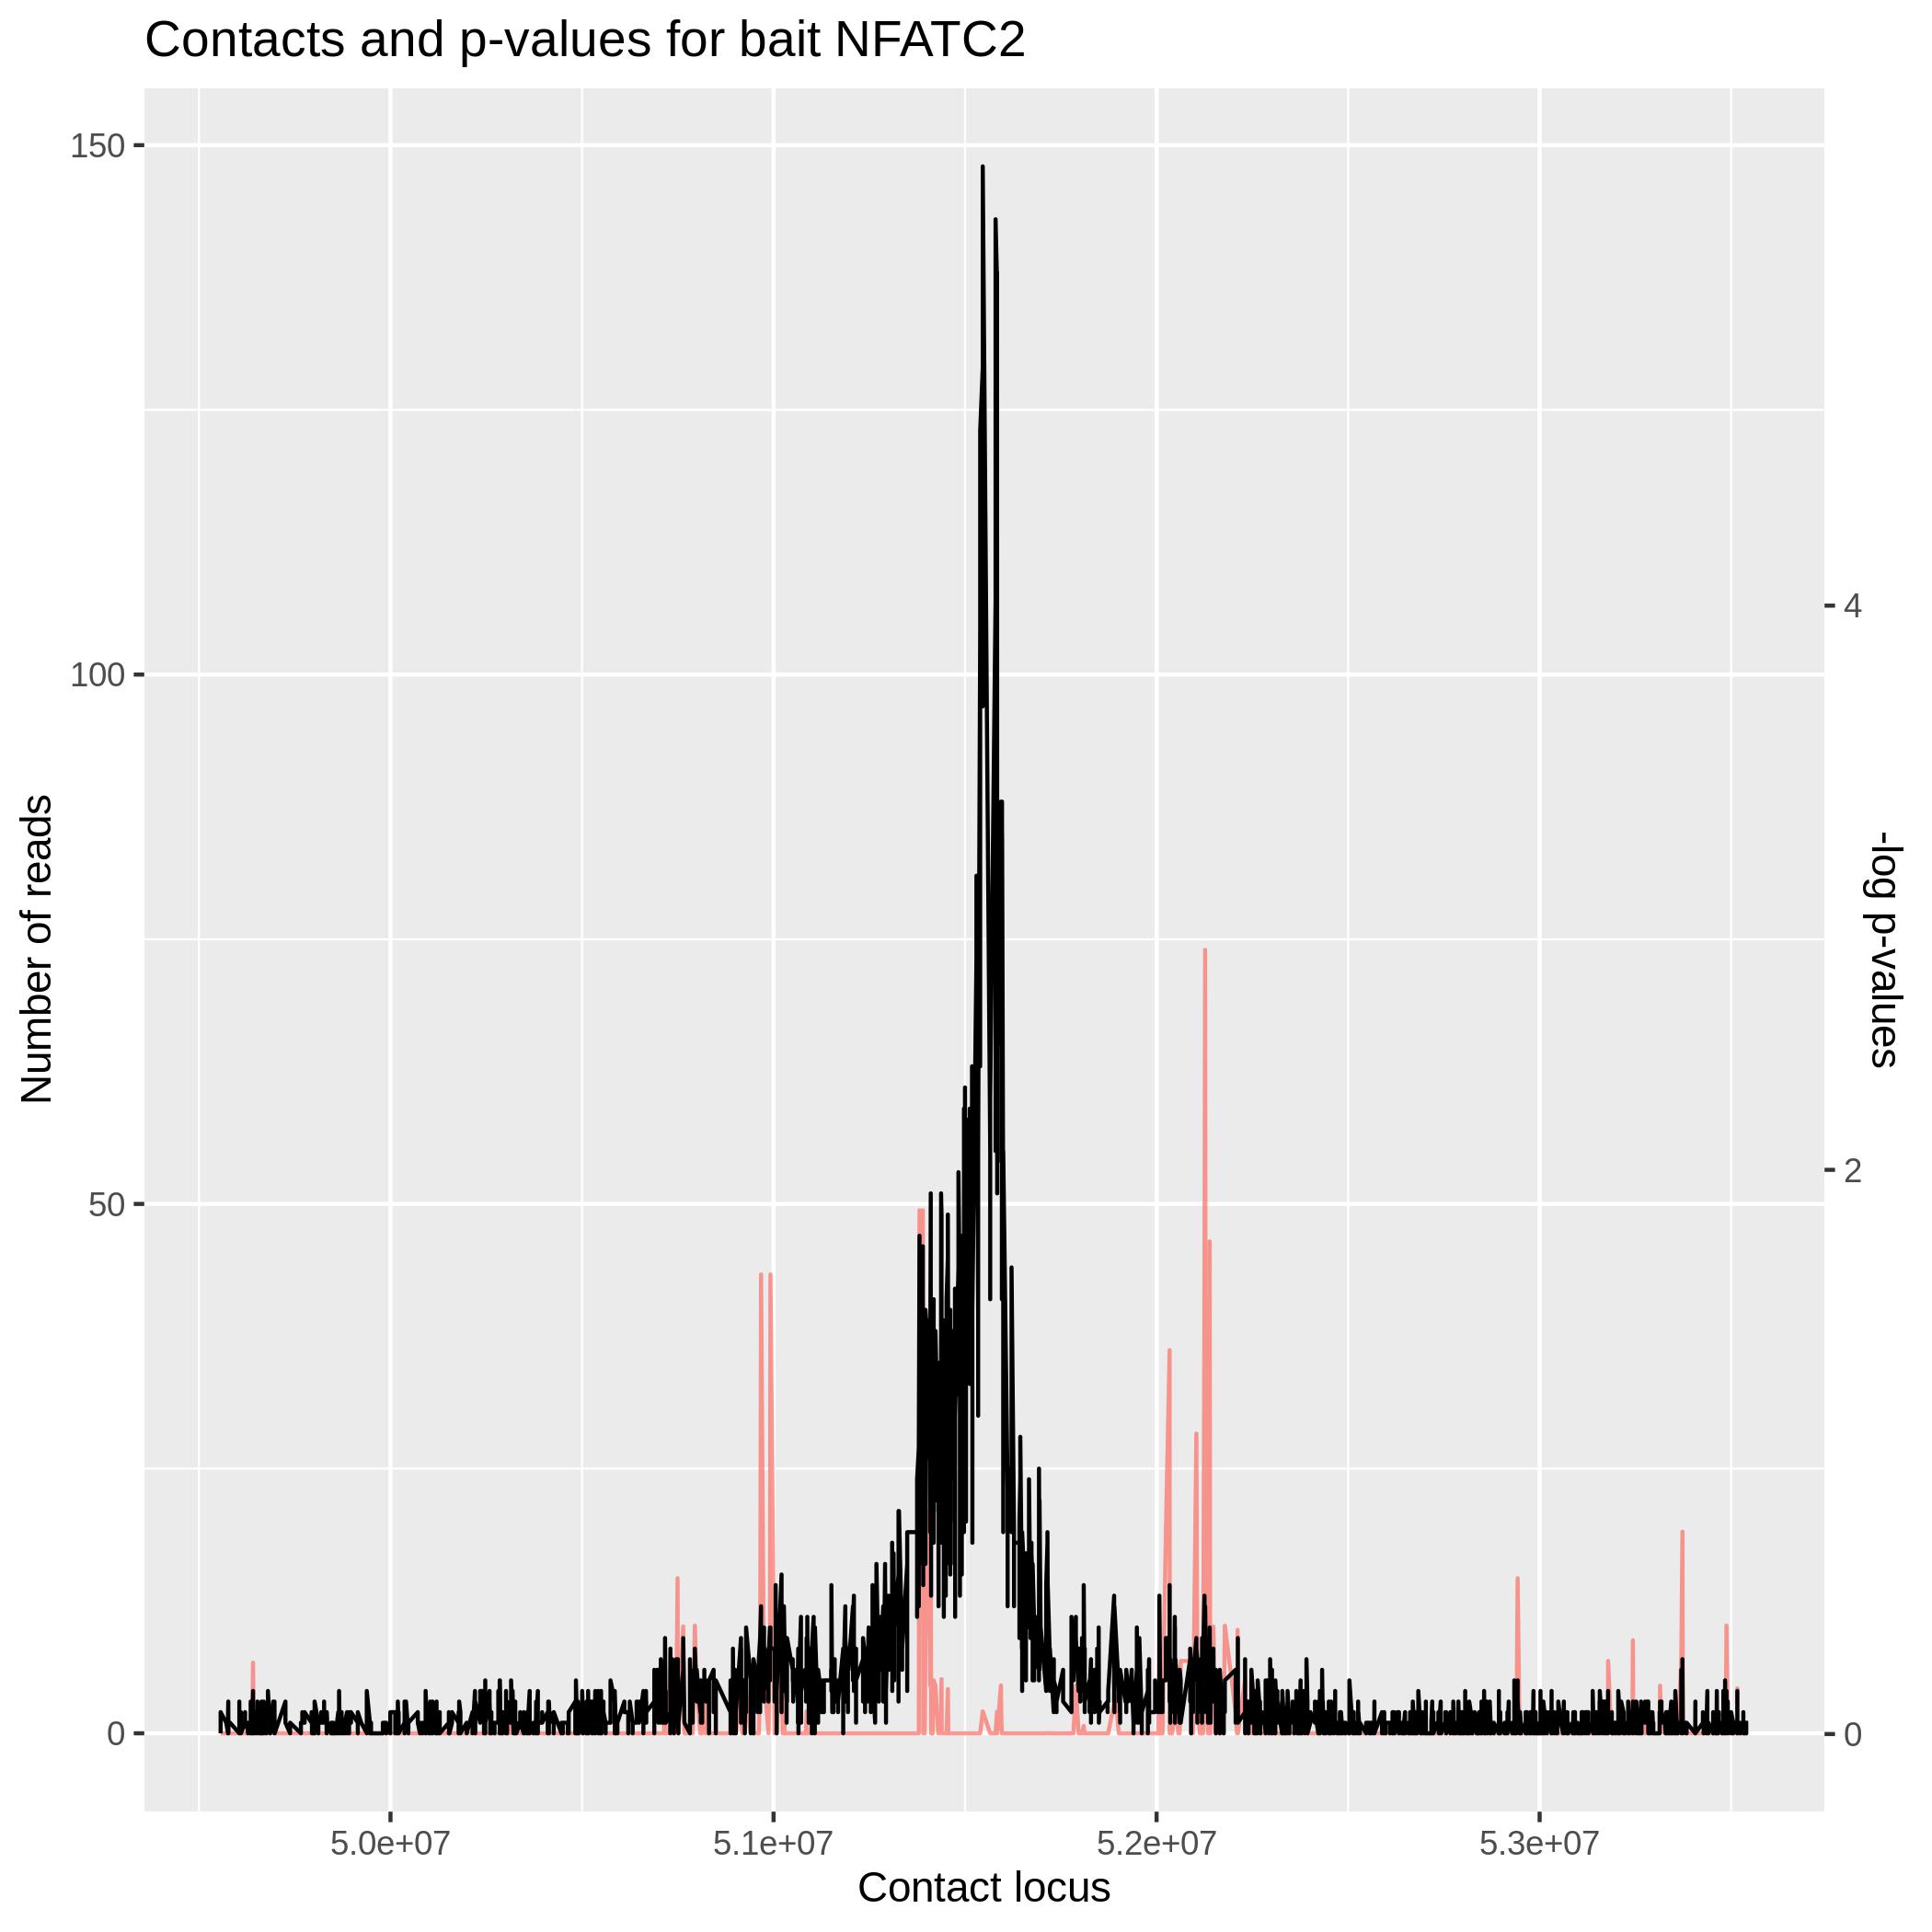 Contacts and p-values for bait NFATC2
150
100
50
0
4
2
0
Number of reads
-log p-values
5.0e+07
5.1e+07
5.2e+07
5.3e+07
Contact locus